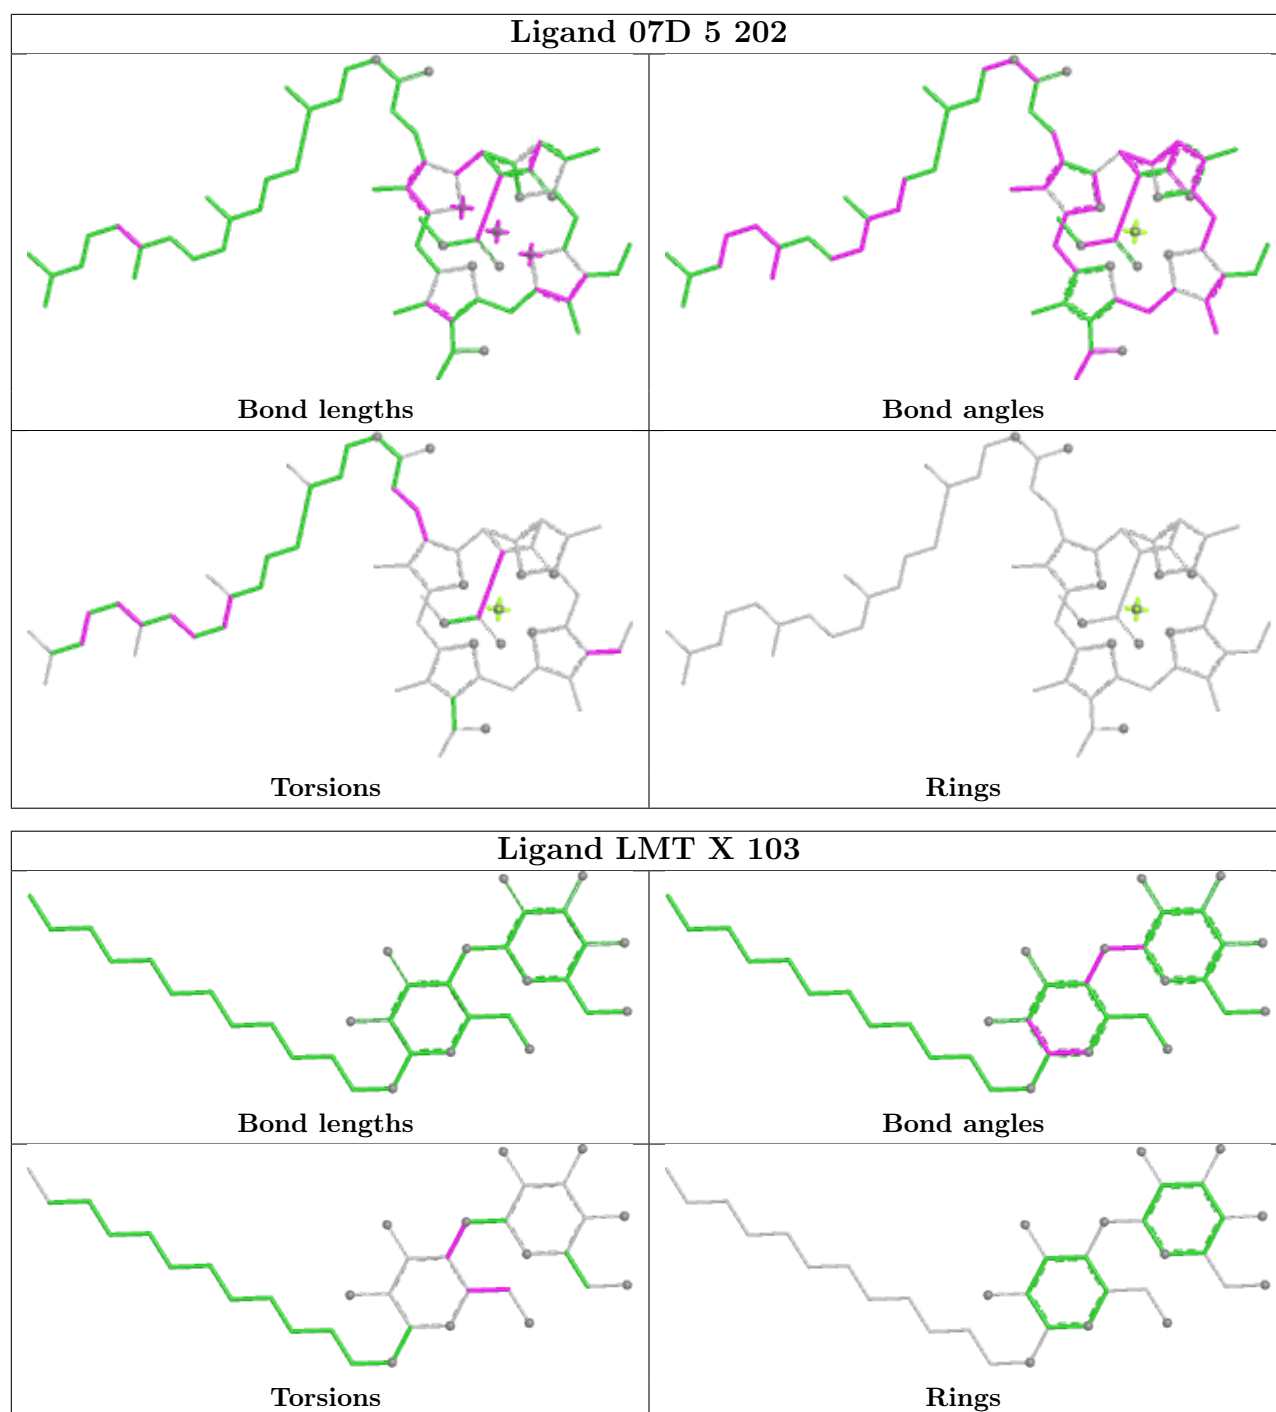 Ligand 07D 5 202
Bond lengths
Bond angles
Torsions
Rings
Ligand LMT X 103
Bond lengths
Bond angles
Torsions
Rings